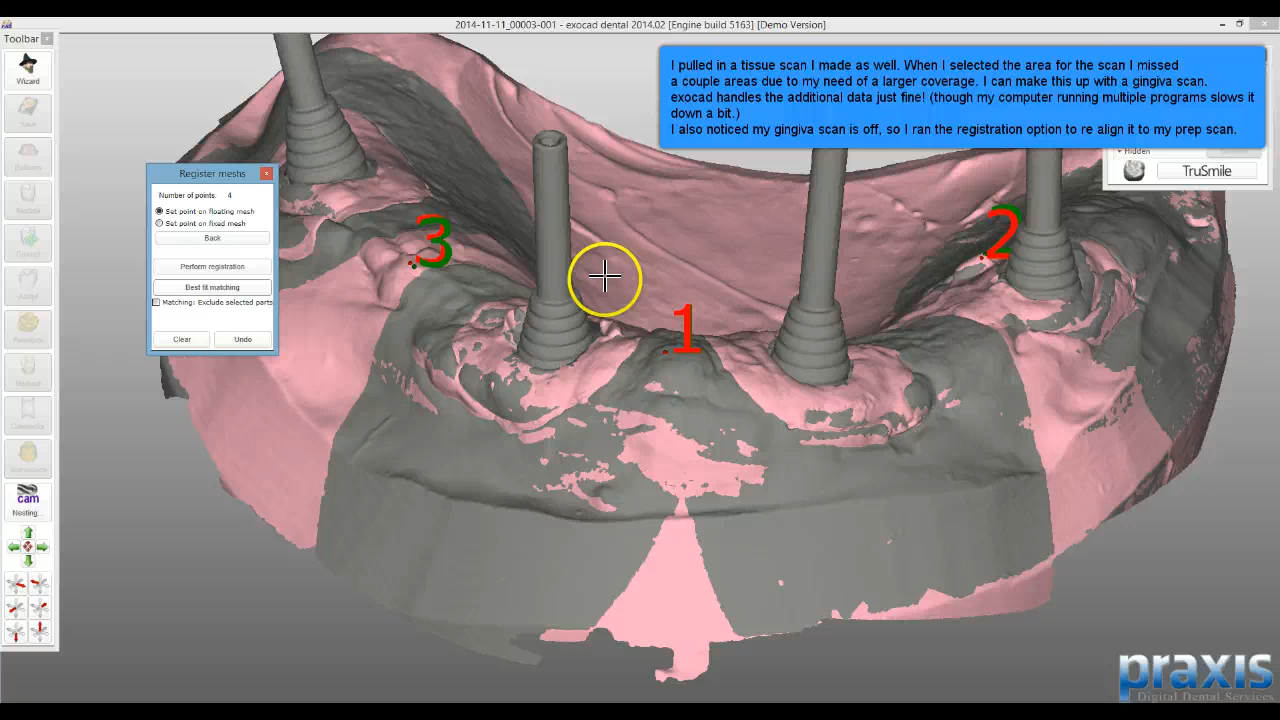 2014-11-11_00003-001 - exocad dental 2014.02 [Engine build 5163] [Demo Version]
Toolbar
Wizard
I pulled in a tissue scan I made as well. When I selected the area for the scan I missed
a couple areas due to my need of a larger coverage. I can make this up with a gingiva scan.
exocad handles the additional data just fine! (though my computer running multiple programs slows it
down a bit.)
I also noticed my gingiva scan is off, so I ran the registration option to re align it to my prep scan.
Hidden
TruSmile
Register meshs
Number of points: 4
Set point on floating mesh
Set point on fixed mesh
Back
Perform registration
Best fit matching
Matching: Exclude selected parts
Clear
Undo
3
2
1
cam
Nesting...
praxis
Digital Dental Services